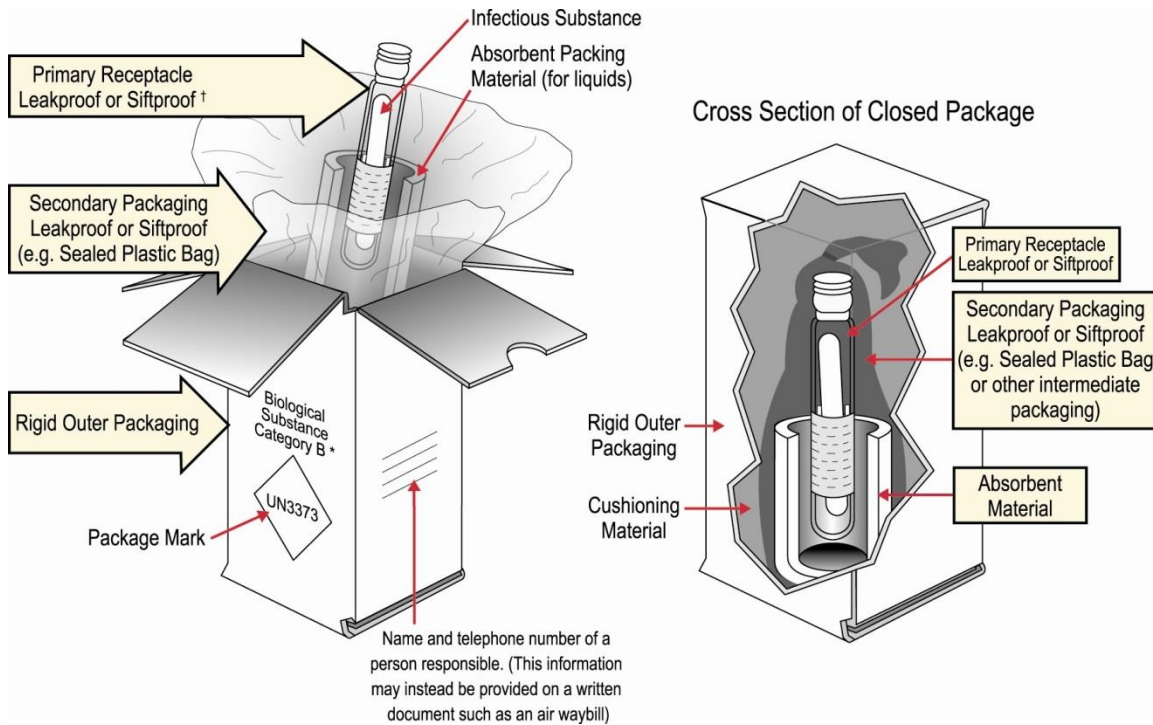 Infectious Substance
Absorbent Packing
Material (for liquids)
Primary Receptacle
Leakproof or Siftproof †
Secondary Packaging
Leakproof or Siftproof
(e.g. Sealed Plastic Bag)
Rigid Outer Packaging
Biological
Substance
Category B *
UN3373
Package Mark
Name and telephone number of a
person responsible. (This information
may instead be provided on a written
document such as an air waybill)
Cross Section of Closed Package
Primary Receptacle
Leakproof or Siftproof
Secondary Packaging
Leakproof or Siftproof
(e.g. Sealed Plastic Bag
or other intermediate
packaging)
Rigid Outer
Packaging
Cushioning
Material
Absorbent
Material